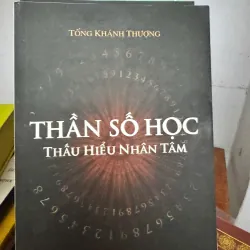 TỐNG KHÁNH THƯỢNG
THẦN SỐ HỌC
THẤU HIỂU NHÂN TÂM